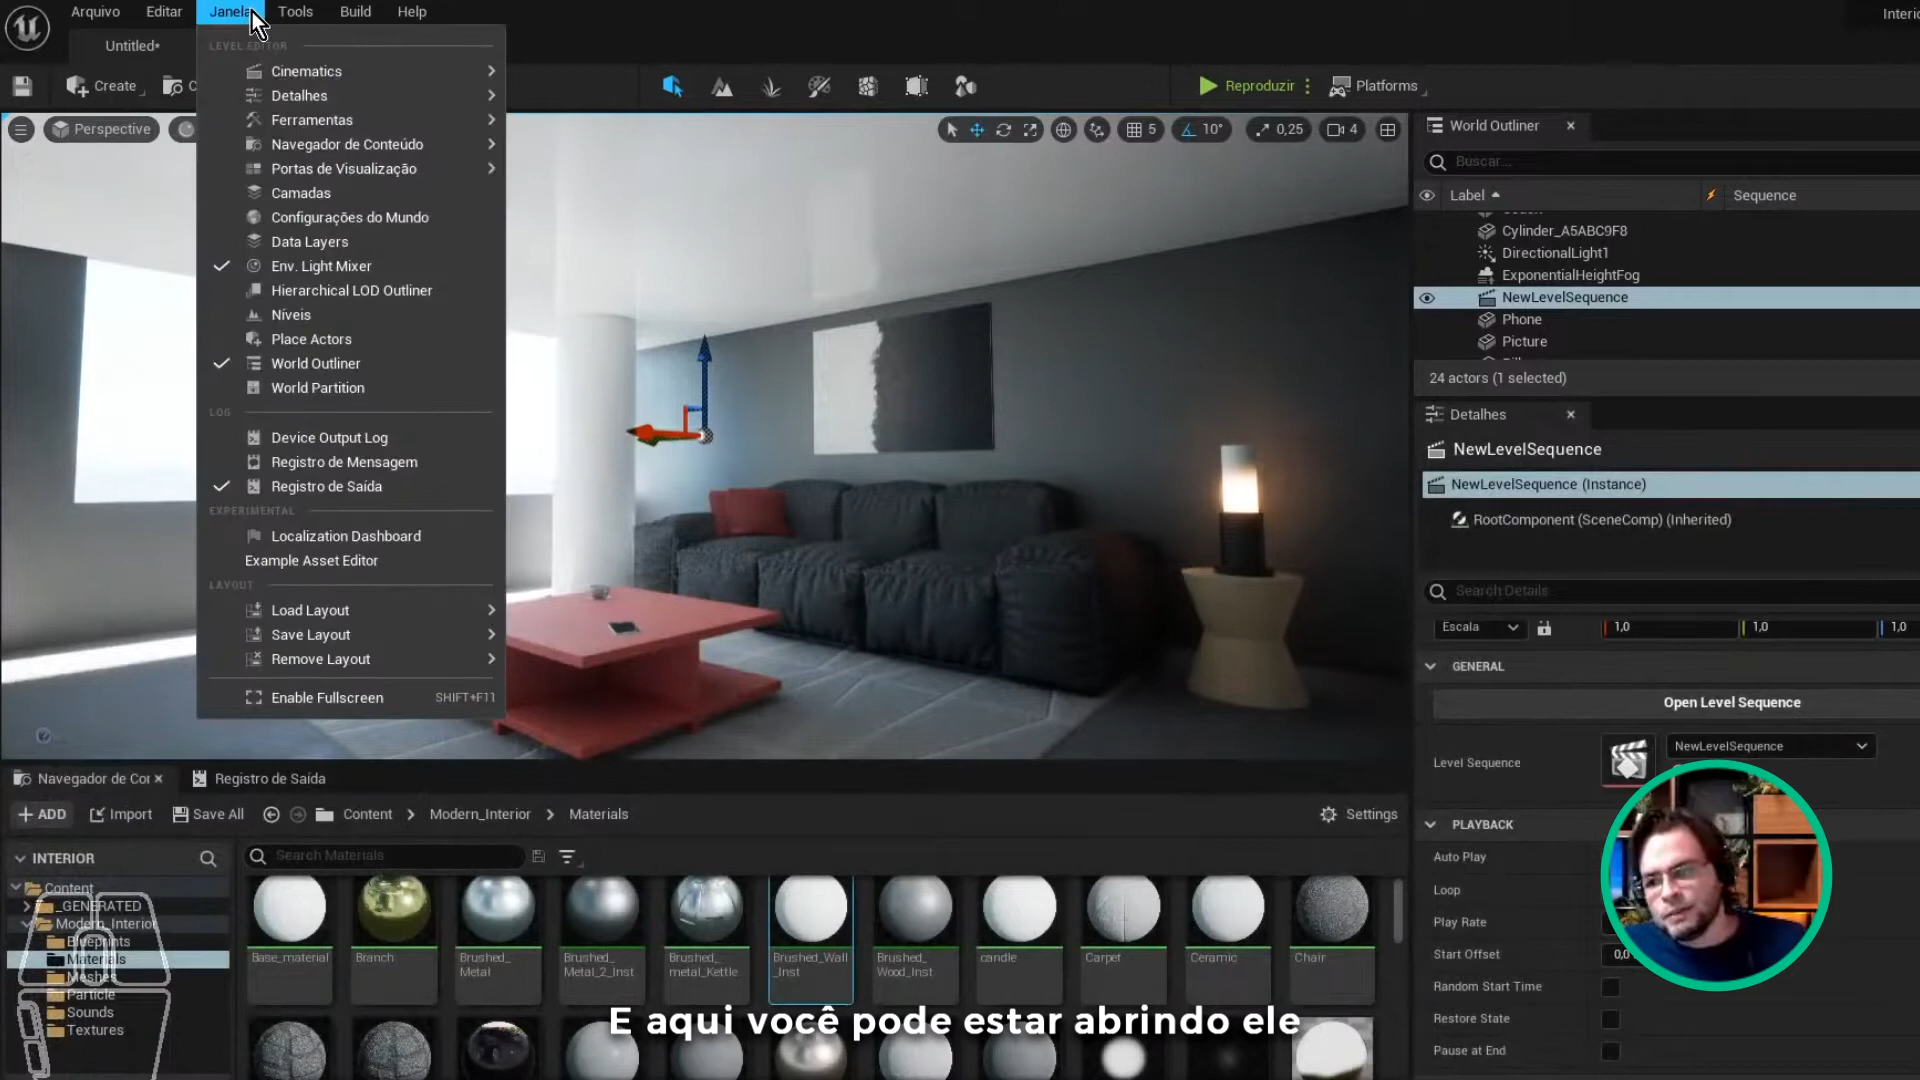 Arquivo
Editar
Janela
Tools
Build
Help
Interio
Untitled*
Create
C
LEVEL EDITOR
Cinematics
Detalhes
Ferramentas
Navegador de Conteúdo
Portas de Visualização
Camadas
Configurações do Mundo
Data Layers
Env. Light Mixer
Hierarchical LOD Outliner
Níveis
Place Actors
World Outliner
World Partition
LOG
Device Output Log
Registro de Mensagem
Registro de Saída
EXPERIMENTAL
Localization Dashboard
Example Asset Editor
LAYOUT
Load Layout
Save Layout
Remove Layout
Enable Fullscreen SHIFT+F11
Reproduzir
Platforms
Perspective
5
10°
0,25
4
World Outliner
Buscar...
Label
Sequence
Cylinder_A5ABC9F8
DirectionalLight1
ExponentialHeightFog
NewLevelSequence
Phone
Picture
24 actors (1 selected)
Detalhes
NewLevelSequence
NewLevelSequence (Instance)
RootComponent (SceneComp) (Inherited)
Search Details
Escala 1,0 1,0 1,0
GENERAL
Open Level Sequence
Level Sequence
NewLevelSequence
PLAYBACK
Auto Play
Loop
Play Rate
Start Offset 0,0
Random Start Time
Restore State
Pause at End
Navegador de Cor
Registro de Saída
ADD
Import
Save All
Content
Modern_Interior
Materials
Settings
INTERIOR
Search Materials
Content
_GENERATED
Modern_Interior
Blueprints
Materials
Meshes
Particle
Sounds
Textures
Base_material
Branch
Brushed_
Metal
Brushed_
Metal_2_Inst
Brushed_
metal_Kettle
Brushed_Wall
_Inst
Brushed_
Wood_Inst
candle
Carpet
Ceramic
Chair
E aqui você pode estar abrindo ele